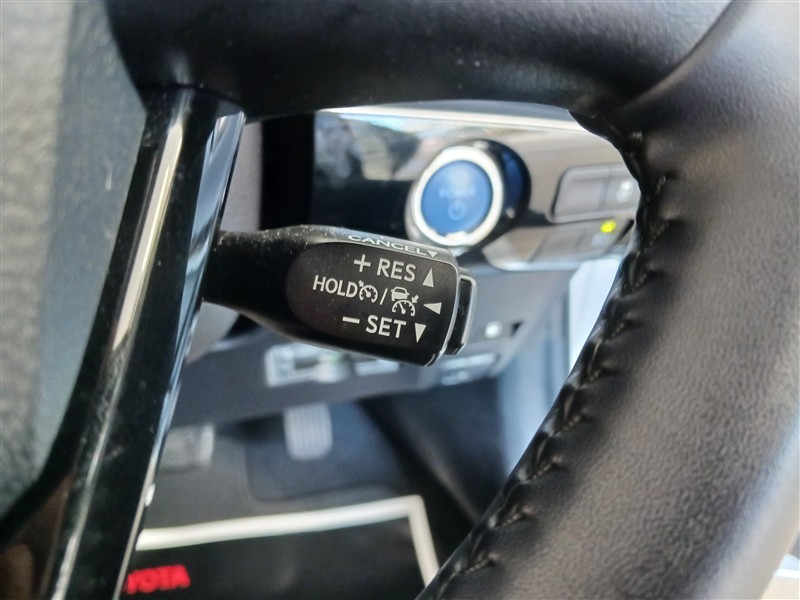 CANCEL
+ RES ▲
HOLD / ◀
− SET ▼
POWER
YOTA